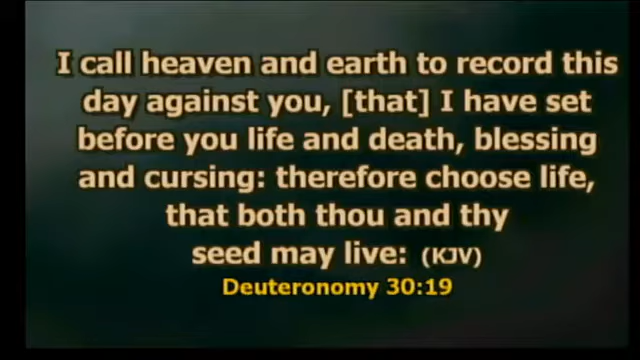 I call heaven and earth to record this
day against you, [that] I have set
before you life and death, blessing
and cursing: therefore choose life,
that both thou and thy
seed may live: (KJV)
Deuteronomy 30:19